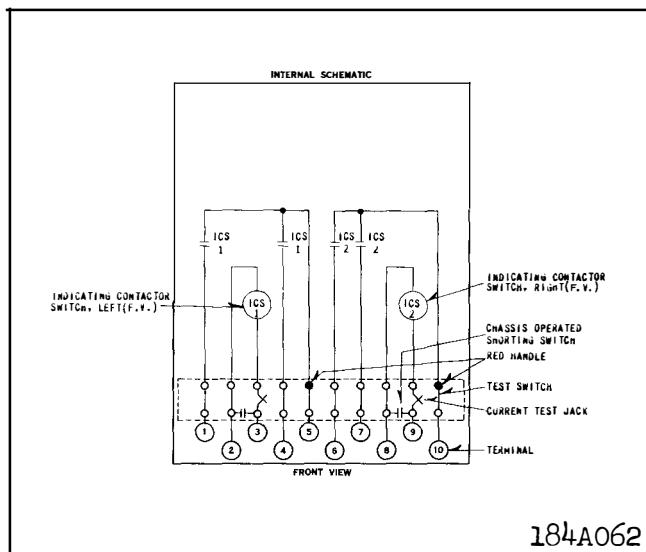 INTERNAL SCHEMATIC
ICS
1
ICS
1
ICS
2
ICS
2
INDICATING CONTACTOR
SWITCH, LEFT(F.V.)
ICS
1
ICS
2
INDICATING CONTACTOR
SWITCH, RIGHT(F.V.)
CHASSIS OPERATED
SHORTING SWITCH
RED HANDLE
TEST SWITCH
CURRENT TEST JACK
1
3
5
7
9
2
4
6
8
10
TERMINAL
FRONT VIEW
184A062